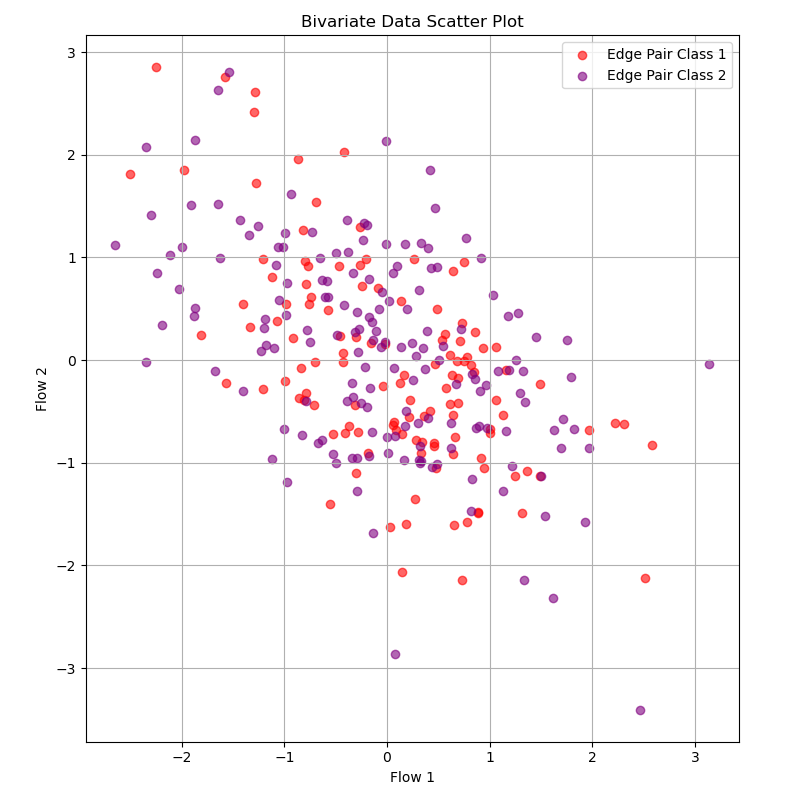 Bivariate Data Scatter Plot
Edge Pair Class 1
Edge Pair Class 2
3
2
1
0
−1
−2
−3
Flow 2
−2
−1
0
1
2
3
Flow 1